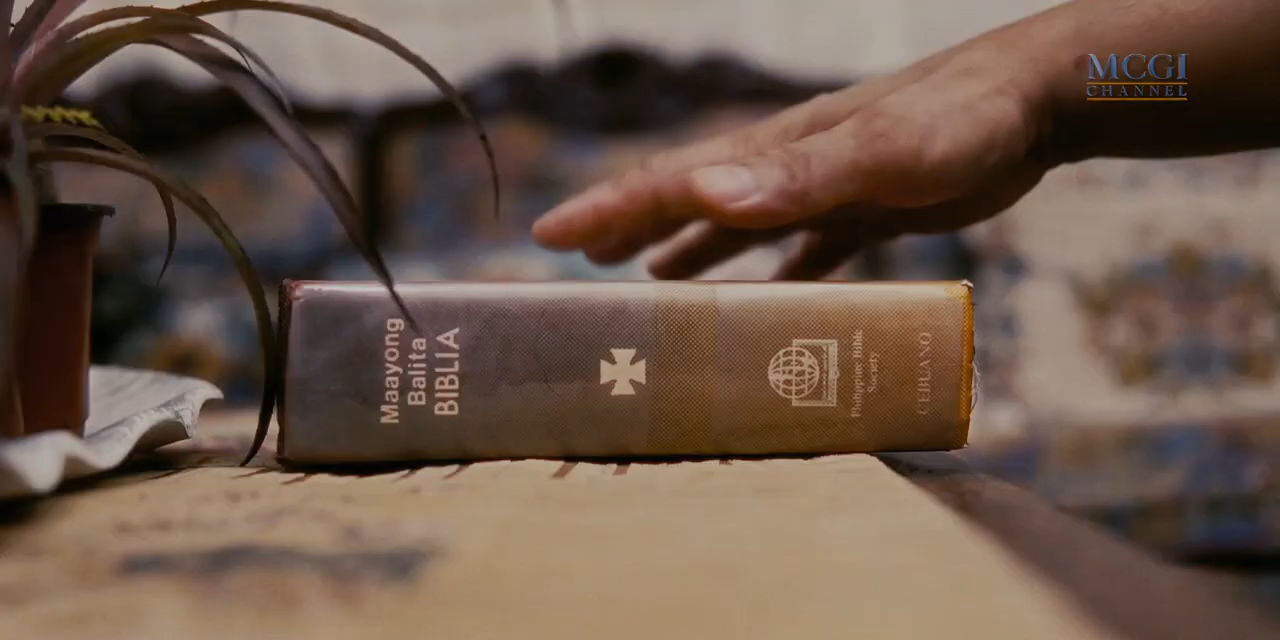 MCGI
CHANNEL
Maayong
Balita
BIBLIA
Philippine Bible
Society
CEBUANO